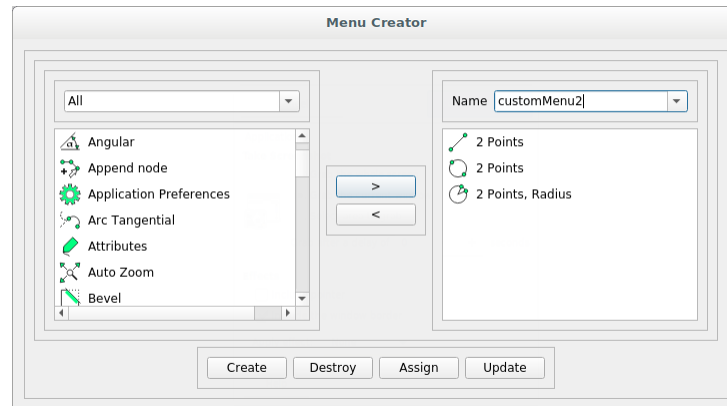 Menu Creator
All
Angular
Append node
Application Preferences
Arc Tangential
Attributes
Auto Zoom
Bevel
>
<
Name customMenu2
2 Points
2 Points
2 Points, Radius
Create Destroy Assign Update